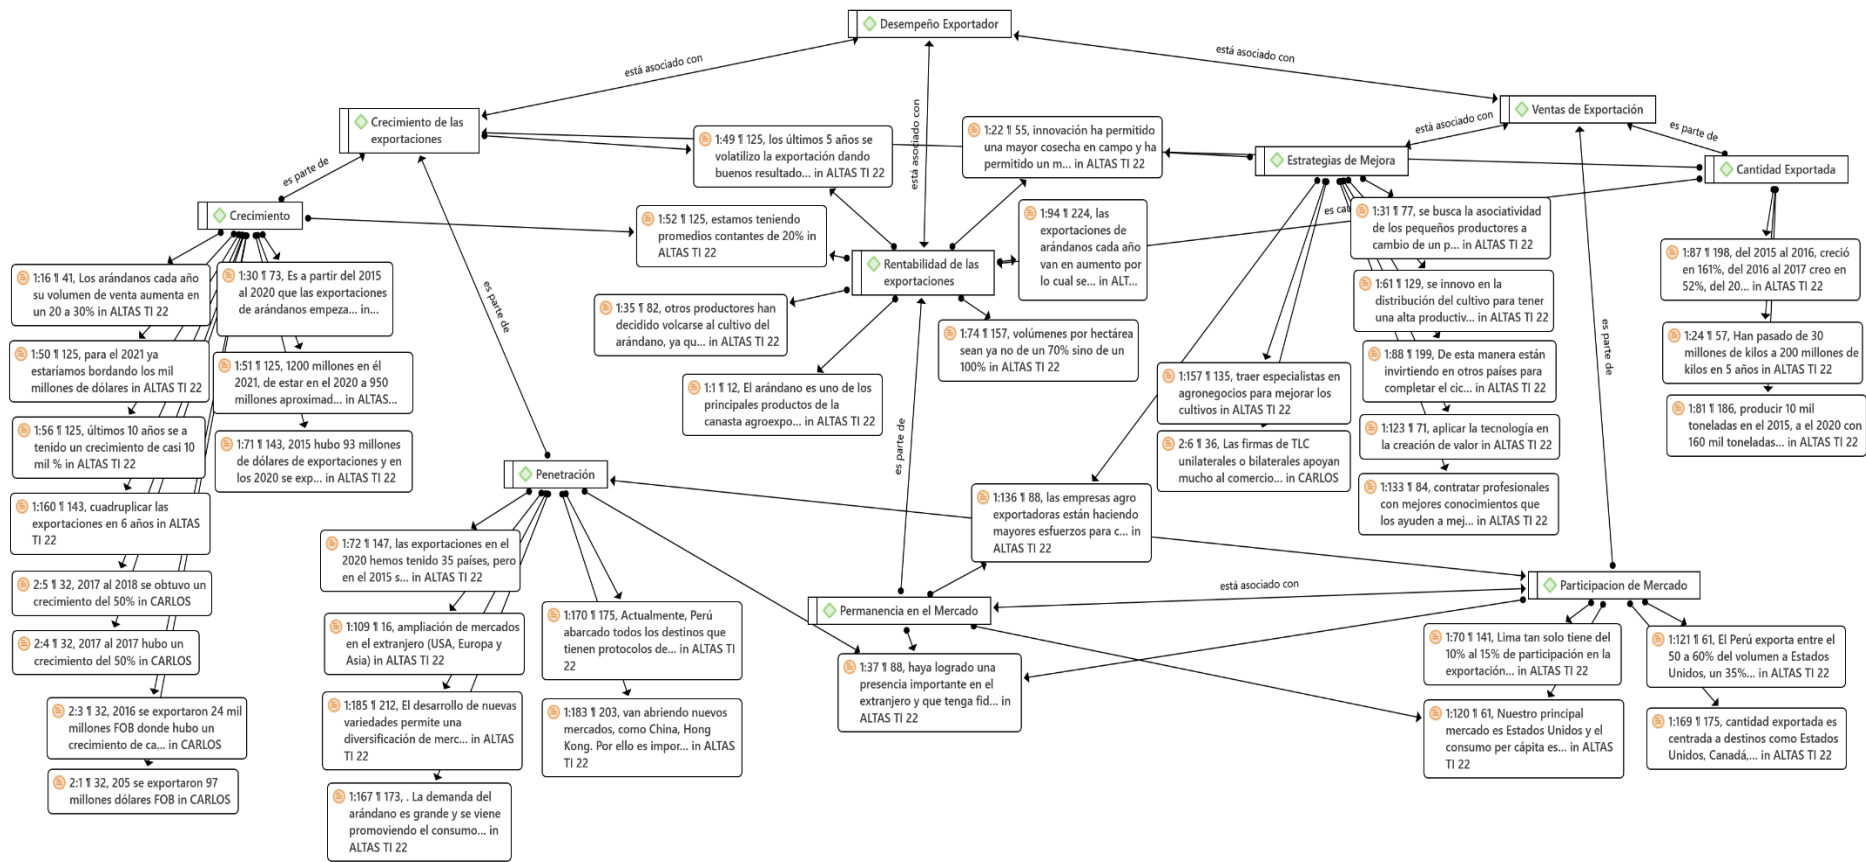 Desempeño Exportador
está asociado con
está asociado con
está asociado con
Crecimiento de las
exportaciones
Ventas de Exportación
1:49 ¶ 125, los últimos 5 años se
volatilizo la exportación dando
buenos resultado... in ALTAS TI 22
1:22 ¶ 55, innovación ha permitido
una mayor cosecha en campo y ha
permitido un m... in ALTAS TI 22
está asociado con
es parte de
Estrategias de Mejora
Cantidad Exportada
es parte de
Crecimiento
1:52 ¶ 125, estamos teniendo
promedios contantes de 20% in
ALTAS TI 22
1:94 ¶ 224, las
exportaciones de
arándanos cada año
van en aumento por
lo cual se... in ALT...
es cau
1:31 ¶ 77, se busca la asociatividad
de los pequeños productores a
cambio de un p... in ALTAS TI 22
1:16 ¶ 41, Los arándanos cada año
su volumen de venta aumenta en
un 20 a 30% in ALTAS TI 22
1:30 ¶ 73, Es a partir del 2015
al 2020 que las exportaciones
de arándanos empeza... in...
Rentabilidad de las
exportaciones
1:87 ¶ 198, del 2015 al 2016, creció
en 161%, del 2016 al 2017 creo en
52%, del 20... in ALTAS TI 22
1:61 ¶ 129, se innovo en la
distribución del cultivo para tener
una alta productiv... in ALTAS TI 22
es parte de
1:35 ¶ 82, otros productores han
decidido volcarse al cultivo del
arándano, ya qu... in ALTAS TI 22
1:74 ¶ 157, volúmenes por hectárea
sean ya no de un 70% sino de un
100% in ALTAS TI 22
es parte de
1:24 ¶ 57, Han pasado de 30
millones de kilos a 200 millones de
kilos en 5 años in ALTAS TI 22
1:50 ¶ 125, para el 2021 ya
estaríamos bordando los mil
millones de dólares in ALTAS TI 22
1:51 ¶ 125, 1200 millones en él
2021, de estar en el 2020 a 950
millones aproximad... in ALTAS...
1:88 ¶ 199, De esta manera están
invirtiendo en otros países para
completar el cic... in ALTAS TI 22
1:1 ¶ 12, El arándano es uno de los
principales productos de la
canasta agroexpo... in ALTAS TI 22
1:157 ¶ 135, traer especialistas en
agronegocios para mejorar los
cultivos in ALTAS TI 22
1:81 ¶ 186, producir 10 mil
toneladas en el 2015, a el 2020 con
160 mil toneladas... in ALTAS TI 22
1:56 ¶ 125, últimos 10 años se a
tenido un crecimiento de casi 10
mil % in ALTAS TI 22
1:71 ¶ 143, 2015 hubo 93 millones
de dólares de exportaciones y en
los 2020 se exp... in ALTAS TI 22
es parte de
1:123 ¶ 71, aplicar la tecnología en
la creación de valor in ALTAS TI 22
2:6 ¶ 36, Las firmas de TLC
unilaterales o bilaterales apoyan
mucho al comercio... in CARLOS
Penetración
1:133 ¶ 84, contratar profesionales
con mejores conocimientos que
los ayuden a mej... in ALTAS TI 22
1:160 ¶ 143, cuadruplicar las
exportaciones en 6 años in ALTAS
TI 22
1:136 ¶ 88, las empresas agro
exportadoras están haciendo
mayores esfuerzos para c... in
ALTAS TI 22
1:72 ¶ 147, las exportaciones en el
2020 hemos tenido 35 países, pero
en el 2015 s... in ALTAS TI 22
2:5 ¶ 32, 2017 al 2018 se obtuvo un
crecimiento del 50% in CARLOS
está asociado con
Participacion de Mercado
Permanencia en el Mercado
1:170 ¶ 175, Actualmente, Perú
abarcado todos los destinos que
tienen protocolos de... in ALTAS TI
22
1:109 ¶ 16, ampliación de mercados
en el extranjero (USA, Europa y
Asia) in ALTAS TI 22
2:4 ¶ 32, 2017 al 2017 hubo un
crecimiento del 50% in CARLOS
1:37 ¶ 88, haya logrado una
presencia importante en el
extranjero y que tenga fid... in
ALTAS TI 22
1:70 ¶ 141, Lima tan solo tiene del
10% al 15% de participación en la
exportación... in ALTAS TI 22
1:121 ¶ 61, El Perú exporta entre el
50 a 60% del volumen a Estados
Unidos, un 35%... in ALTAS TI 22
2:3 ¶ 32, 2016 se exportaron 24 mil
millones FOB donde hubo un
crecimiento de ca... in CARLOS
1:185 ¶ 212, El desarrollo de nuevas
variedades permite una
diversificación de merc... in ALTAS
TI 22
1:183 ¶ 203, van abriendo nuevos
mercados, como China, Hong
Kong. Por ello es impor... in ALTAS
TI 22
1:120 ¶ 61, Nuestro principal
mercado es Estados Unidos y el
consumo per cápita es... in ALTAS
TI 22
1:169 ¶ 175, cantidad exportada es
centrada a destinos como Estados
Unidos, Canadá,... in ALTAS TI 22
2:1 ¶ 32, 205 se exportaron 97
millones dólares FOB in CARLOS
1:167 ¶ 173, . La demanda del
arándano es grande y se viene
promoviendo el consumo... in
ALTAS TI 22